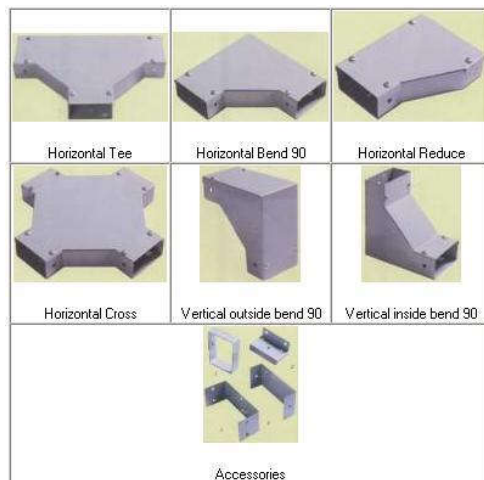 Horizontal Tee
Horizontal Bend 90
Horizontal Reduce
Horizontal Cross
Vertical outside bend 90
Vertical inside bend 90
Accessories